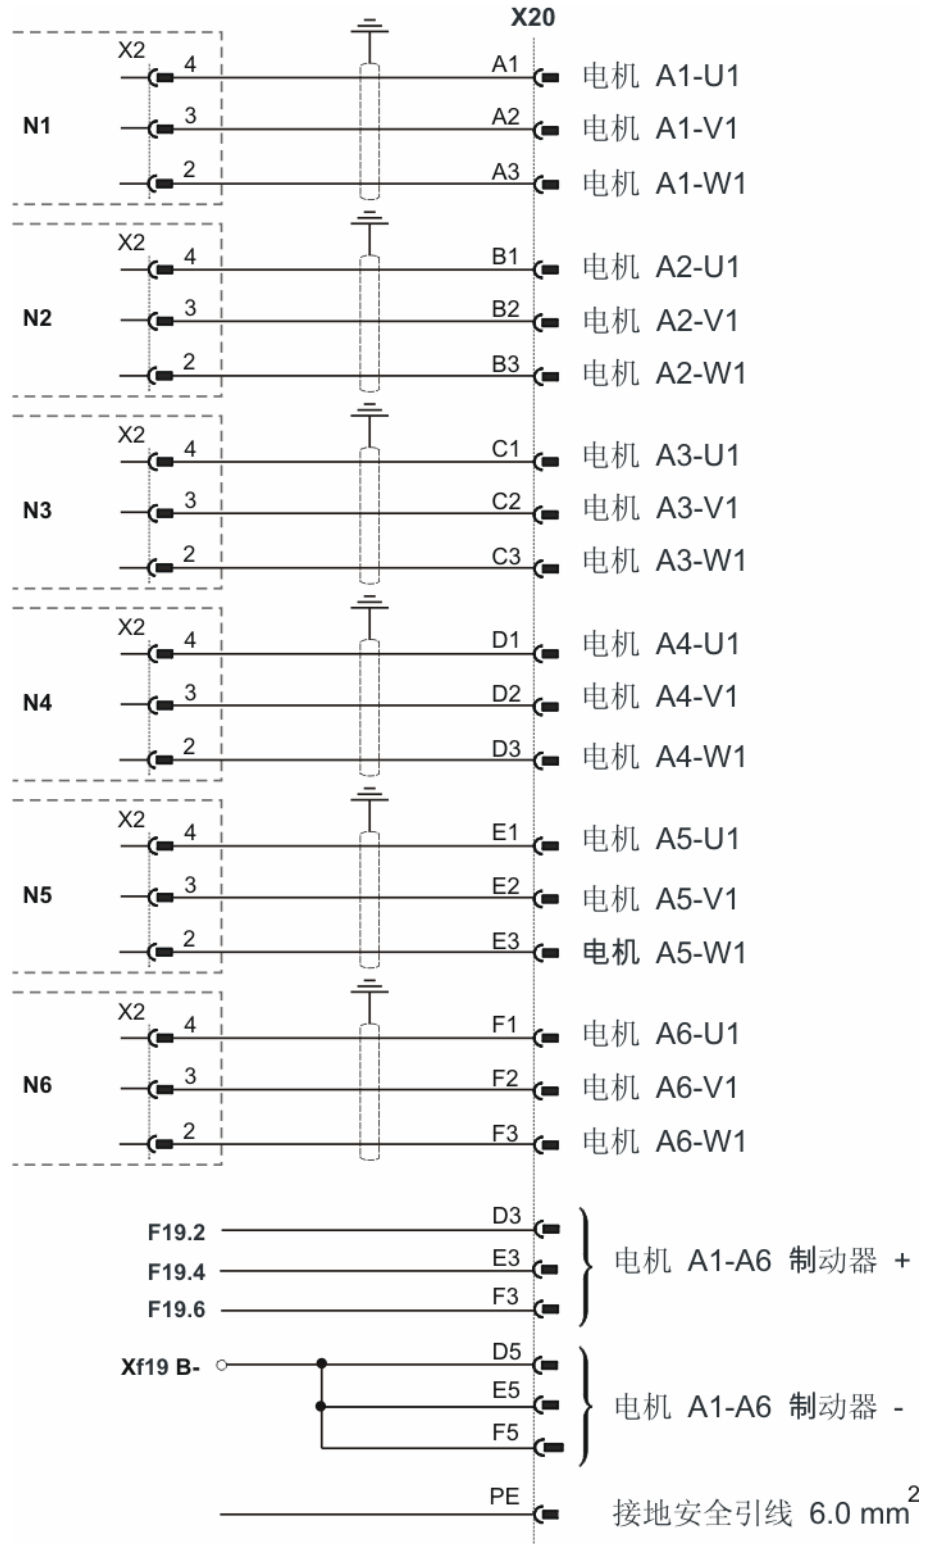 X20
X2 4 A1 电机 A1-U1
N1 3 A2 电机 A1-V1
2 A3 电机 A1-W1
X2 4 B1 电机 A2-U1
N2 3 B2 电机 A2-V1
2 B3 电机 A2-W1
X2 4 C1 电机 A3-U1
N3 3 C2 电机 A3-V1
2 C3 电机 A3-W1
X2 4 D1 电机 A4-U1
N4 3 D2 电机 A4-V1
2 D3 电机 A4-W1
X2 4 E1 电机 A5-U1
N5 3 E2 电机 A5-V1
2 E3 电机 A5-W1
X2 4 F1 电机 A6-U1
N6 3 F2 电机 A6-V1
2 F3 电机 A6-W1
F19.2 D3
F19.4 E3 电机 A1-A6 制动器 +
F19.6 F3
Xf19 B- D5
E5 电机 A1-A6 制动器 -
F5
PE 接地安全引线 6.0 mm²